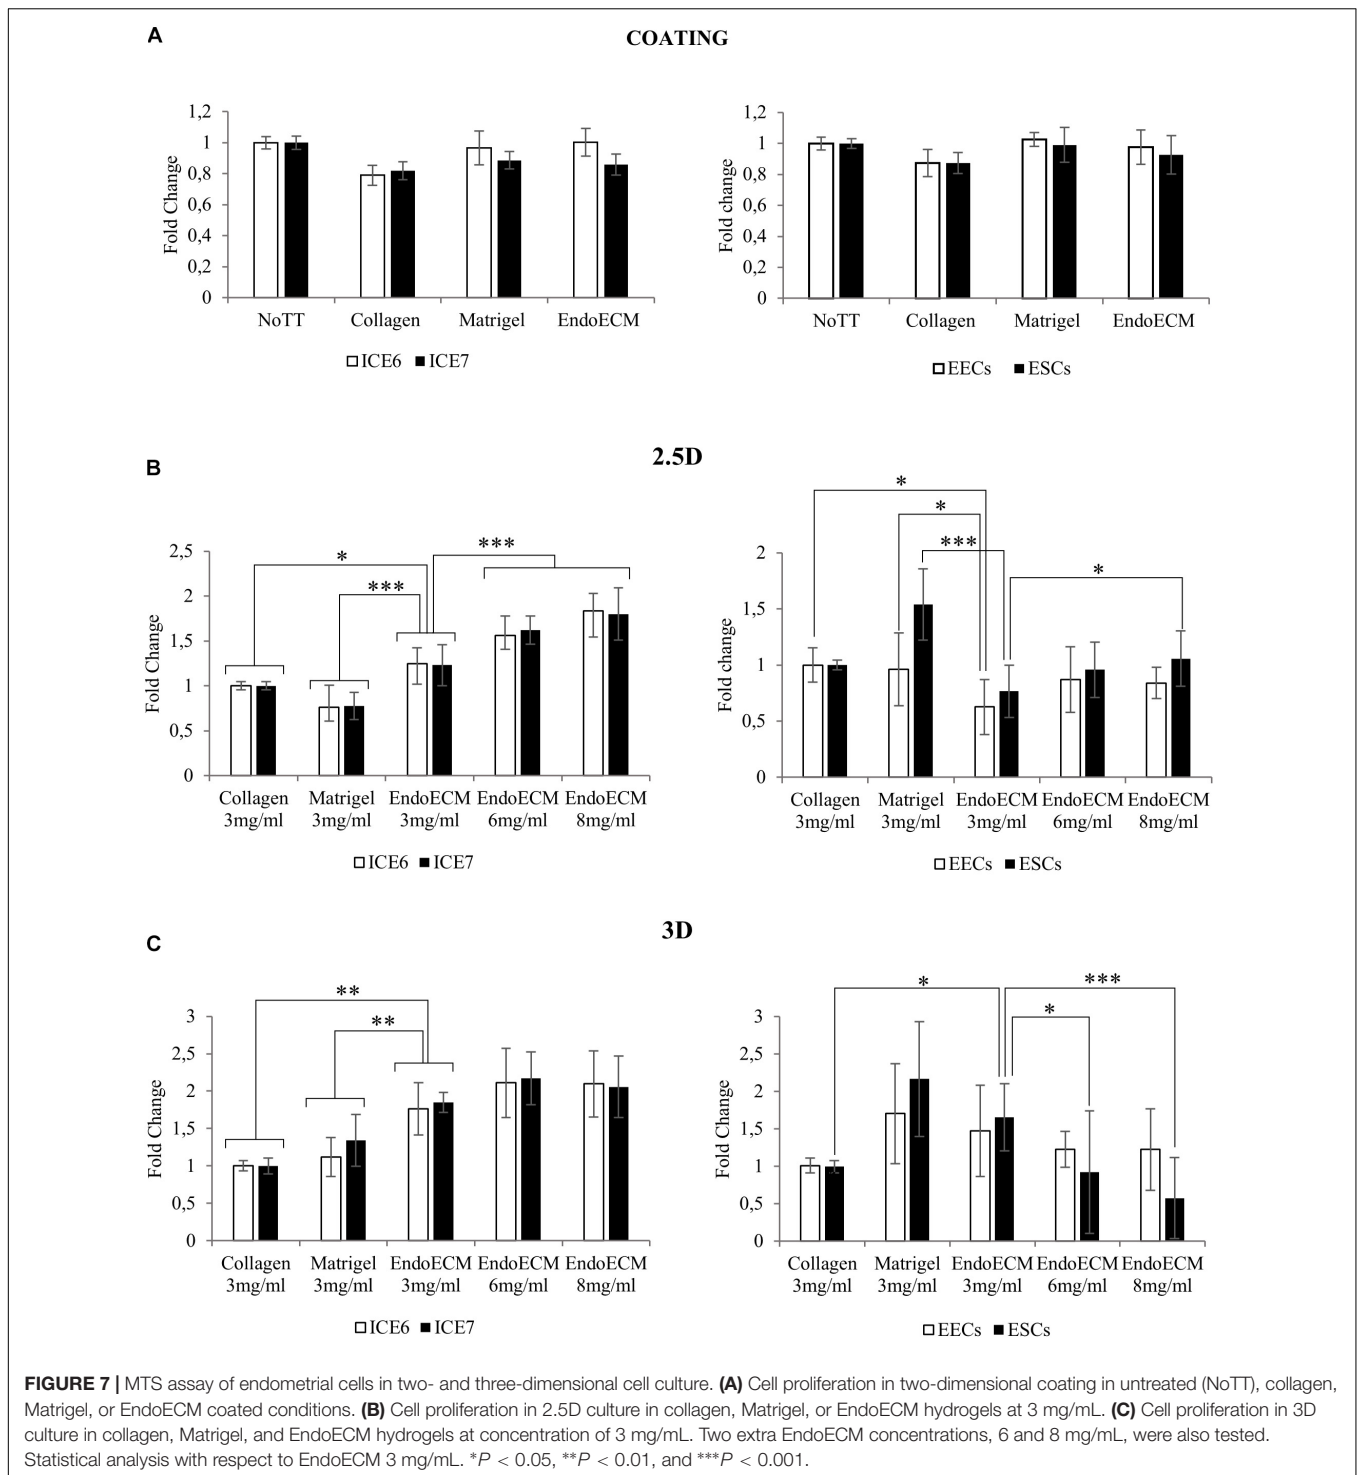 A
COATING
1,2
1
0,8
0,6
0,4
0,2
0
Fold Change
NoTT Collagen Matrigel EndoECM
ICE6 ICE7
1,2
1
0,8
0,6
0,4
0,2
0
Fold change
NoTT Collagen Matrigel EndoECM
EECs ESCs
B
2.5D
2,5
2
1,5
1
0,5
0
Fold Change
* *** ***
Collagen Matrigel EndoECM EndoECM EndoECM
3mg/ml 3mg/ml 3mg/ml 6mg/ml 8mg/ml
ICE6 ICE7
2
1,5
1
0,5
0
Fold change
* * *** *
Collagen Matrigel EndoECM EndoECM EndoECM
3mg/ml 3mg/ml 3mg/ml 6mg/ml 8mg/ml
EECs ESCs
C
3D
3
2,5
2
1,5
1
0,5
0
Fold Change
** **
Collagen Matrigel EndoECM EndoECM EndoECM
3mg/ml 3mg/ml 3mg/ml 6mg/ml 8mg/ml
ICE6 ICE7
3
2,5
2
1,5
1
0,5
0
Fold Change
* *** *
Collagen Matrigel EndoECM EndoECM EndoECM
3mg/ml 3mg/ml 3mg/ml 6mg/ml 8mg/ml
EECs ESCs
FIGURE 7 | MTS assay of endometrial cells in two- and three-dimensional cell culture. (A) Cell proliferation in two-dimensional coating in untreated (NoTT), collagen,
Matrigel, or EndoECM coated conditions. (B) Cell proliferation in 2.5D culture in collagen, Matrigel, or EndoECM hydrogels at 3 mg/mL. (C) Cell proliferation in 3D
culture in collagen, Matrigel, and EndoECM hydrogels at concentration of 3 mg/mL. Two extra EndoECM concentrations, 6 and 8 mg/mL, were also tested.
Statistical analysis with respect to EndoECM 3 mg/mL. *P < 0.05, **P < 0.01, and ***P < 0.001.